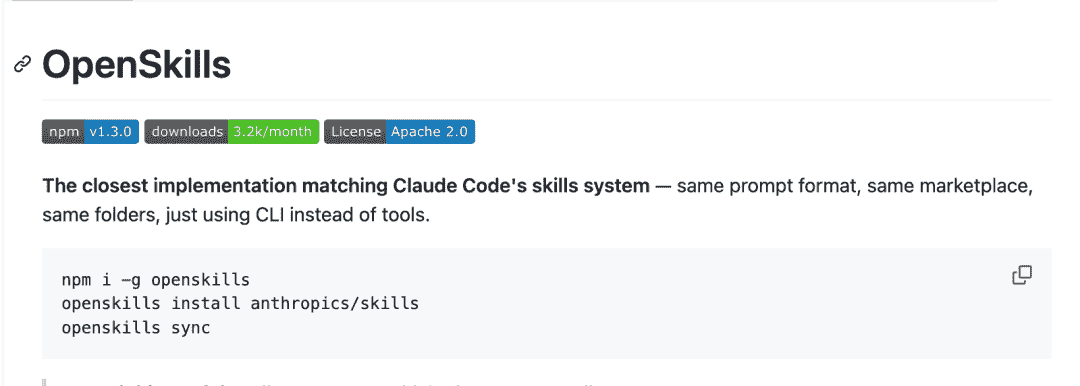 OpenSkills
npm v1.3.0 downloads 3.2k/month License Apache 2.0
The closest implementation matching Claude Code's skills system — same prompt format, same marketplace,
same folders, just using CLI instead of tools.
npm i -g openskills
openskills install anthropics/skills
openskills sync